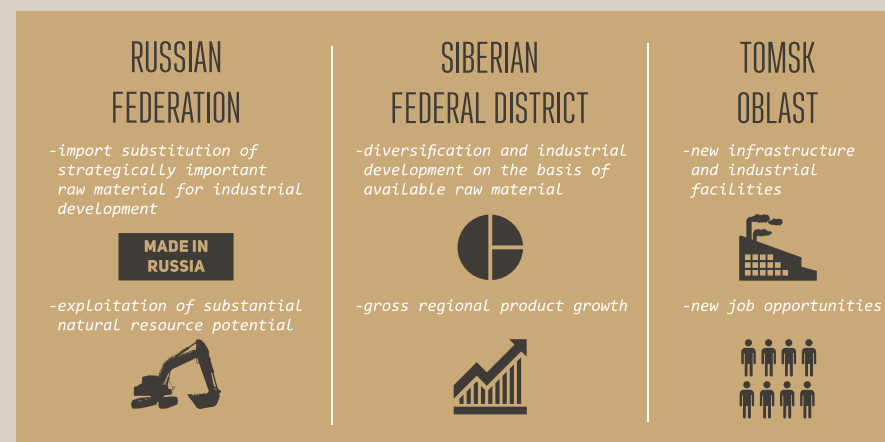 RUSSIAN
FEDERATION
-import substitution of
strategically important
raw material for industrial
development
MADE IN
RUSSIA
-exploitation of substantial
natural resource potential
SIBERIAN
FEDERAL DISTRICT
-diversification and industrial
development on the basis of
available raw material
-gross regional product growth
TOMSK
OBLAST
-new infrastructure
and industrial
facilities
-new job opportunities